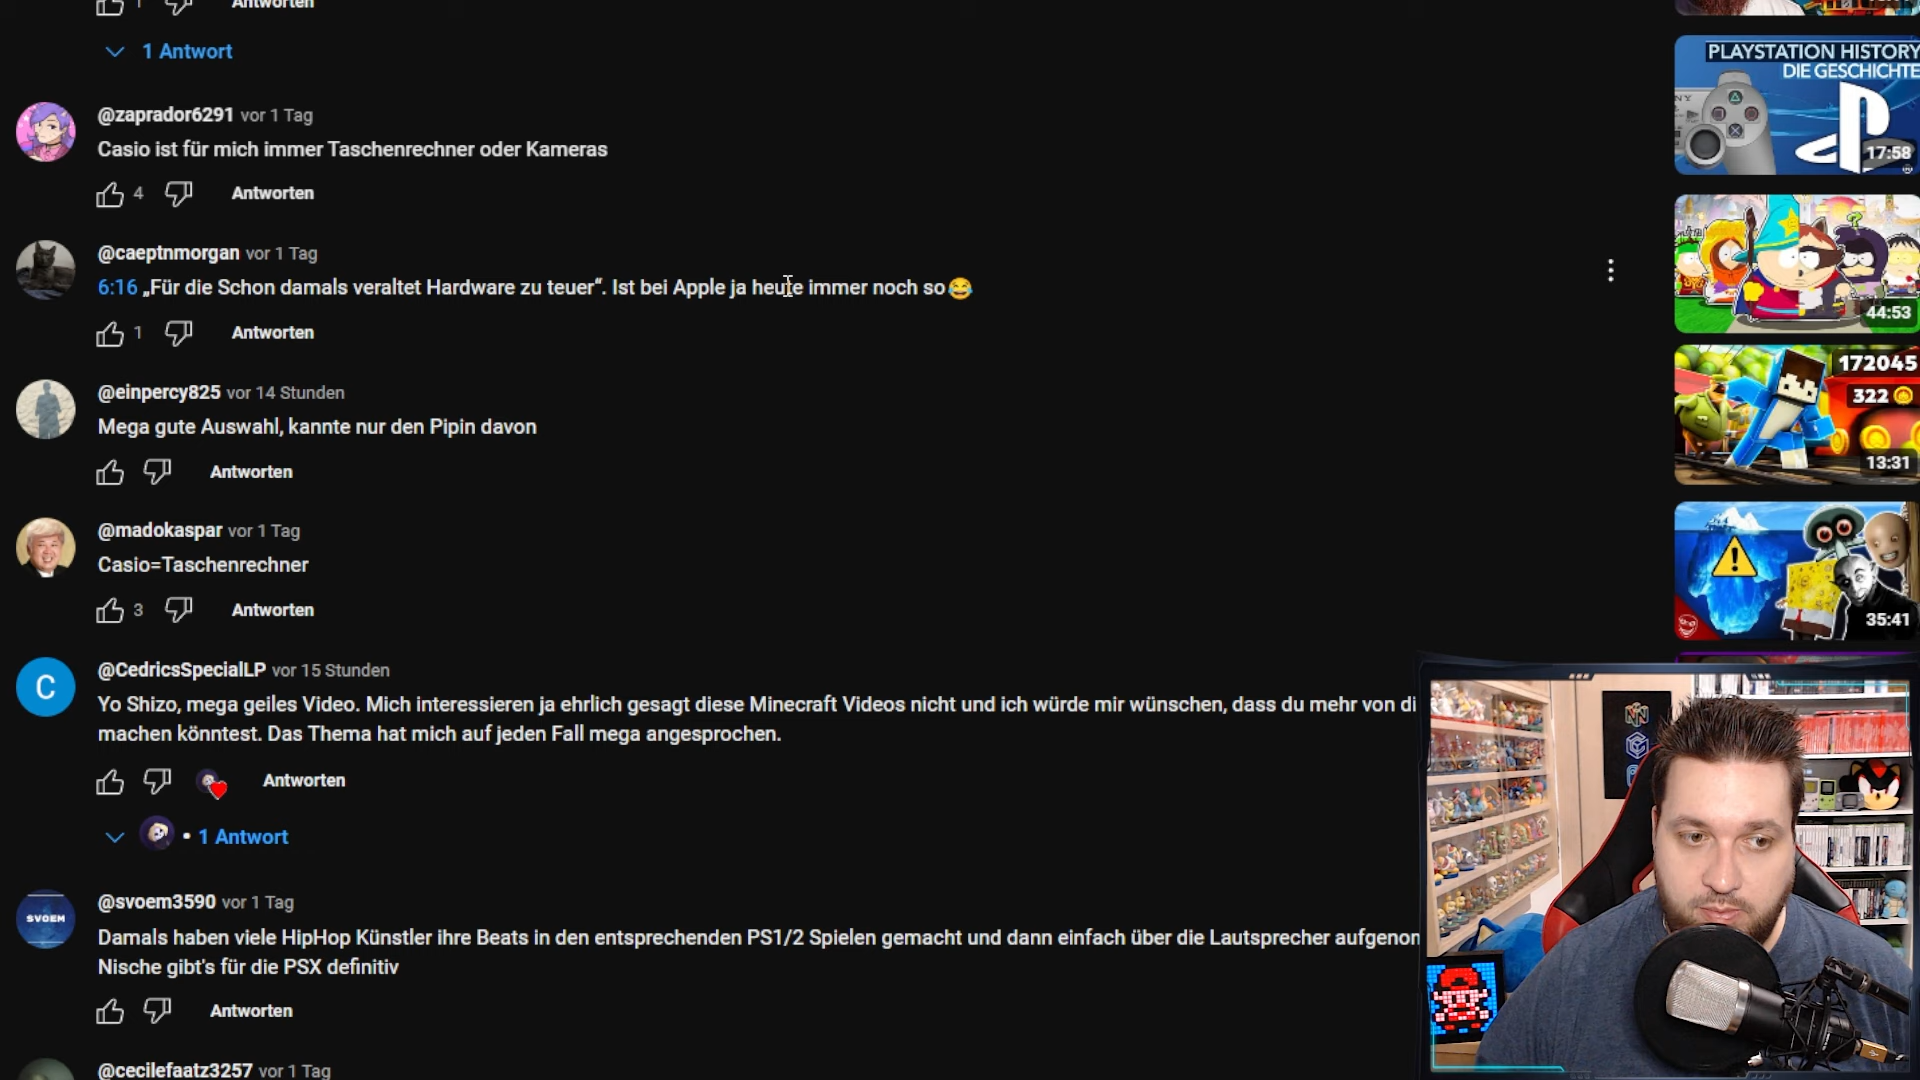 1
Antworten
1 Antwort
@zaprador6291 vor 1 Tag
Casio ist für mich immer Taschenrechner oder Kameras
4 Antworten
@caeptnmorgan vor 1 Tag
6:16 „Für die Schon damals veraltet Hardware zu teuer“. Ist bei Apple ja heute immer noch so😂
1 Antworten
@einpercy825 vor 14 Stunden
Mega gute Auswahl, kannte nur den Pipin davon
Antworten
@madokaspar vor 1 Tag
Casio=Taschenrechner
3 Antworten
C
@CedricsSpecialLP vor 15 Stunden
Yo Shizo, mega geiles Video. Mich interessieren ja ehrlich gesagt diese Minecraft Videos nicht und ich würde mir wünschen, dass du mehr von di
machen könntest. Das Thema hat mich auf jeden Fall mega angesprochen.
Antworten
• 1 Antwort
SVOEM
@svoem3590 vor 1 Tag
Damals haben viele HipHop Künstler ihre Beats in den entsprechenden PS1/2 Spielen gemacht und dann einfach über die Lautsprecher aufgenon
Nische gibt's für die PSX definitiv
Antworten
@cecilefaatz3257 vor 1 Tag
PLAYSTATION HISTORY
DIE GESCHICHTE
17:58
44:53
172045
322
13:31
35:41